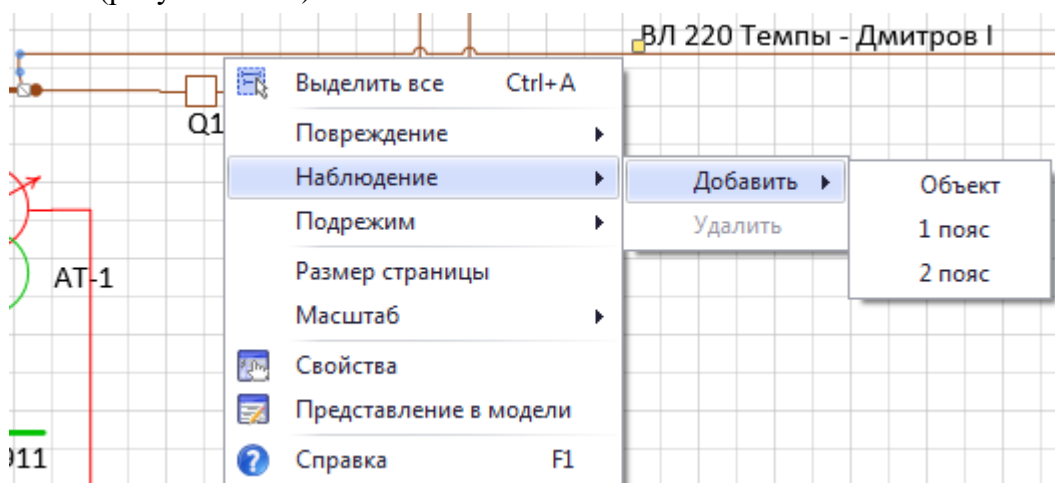 ВЛ 220 Темпы - Дмитров I
Выделить все Ctrl+A
Q1
Повреждение
Наблюдение
Добавить
Объект
Подрежим
Удалить
1 пояс
АТ-1
Размер страницы
2 пояс
Масштаб
Свойства
Представление в модели
911
Справка F1